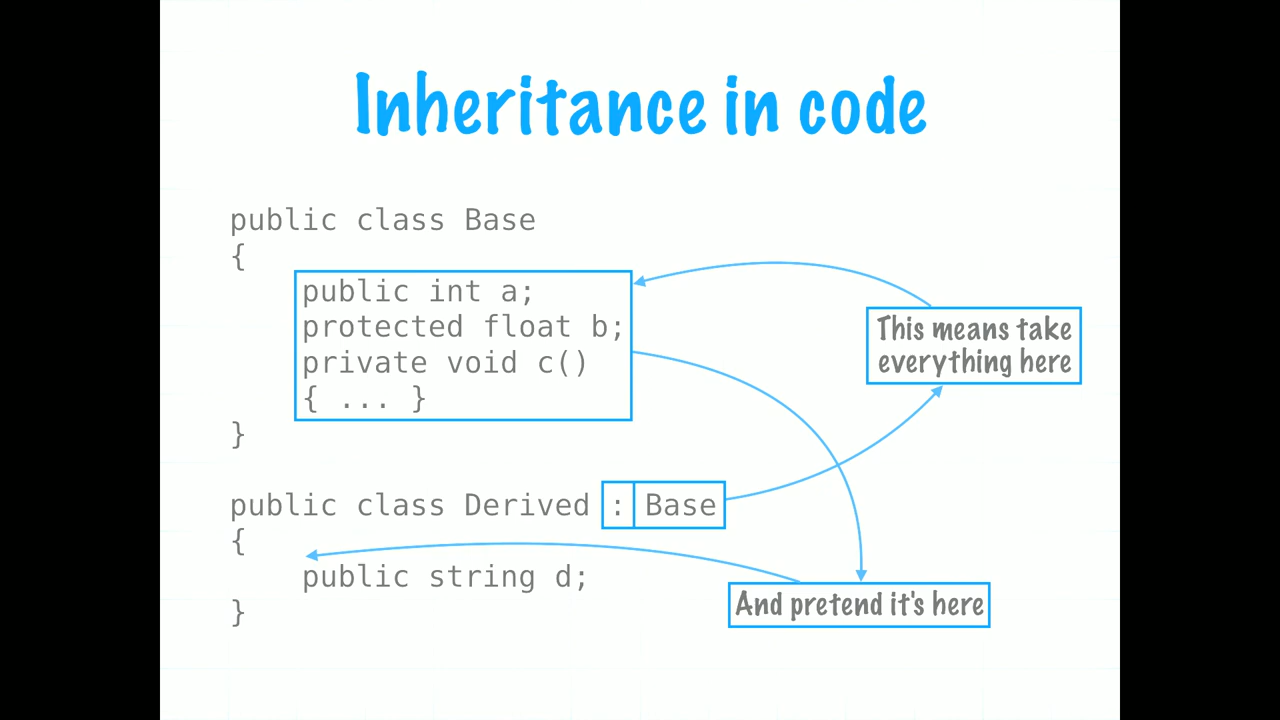 Inheritance in code
public class Base
{
public int a;
protected float b;
private void c()
{ ... }
}
This means take
everything here
public class Derived : Base
{
public string d;
}
And pretend it's here